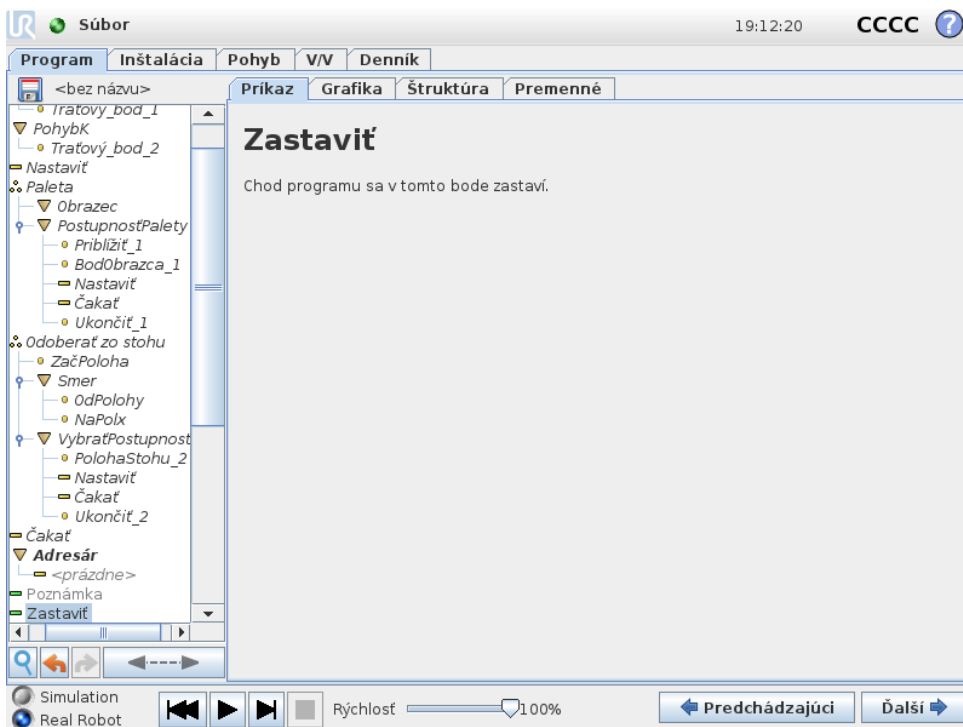 Súbor 19:12:20 CCCC ?
Program Inštalácia Pohyb V/V Denník
<bez názvu> Príkaz Grafika Štruktúra Premenné
Traťový_bod_1
PohybK
Traťový_bod_2
Nastaviť
Paleta
Obrazec
PostupnosťPalety
Priblížiť_1
BodObrazca_1
Nastaviť
Čakať
Ukončiť_1
Odoberať zo stohu
ZačPoloha
Smer
OdPolohy
NaPolx
VybraťPostupnost
PolohaStohu_2
Nastaviť
Čakať
Ukončiť_2
Čakať
Adresár
<prázdne>
Poznámka
Zastaviť
Zastaviť
Chod programu sa v tomto bode zastaví.
Simulation
Real Robot
Rýchlosť 100%
Predchádzajúci Ďalší